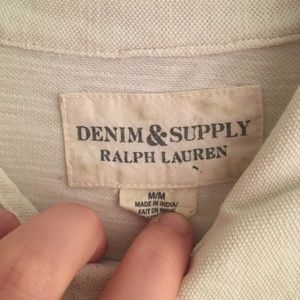 DENIM&SUPPLY
RALPH LAUREN
M/M
MADE IN INDIA/
FAIT EN INDE